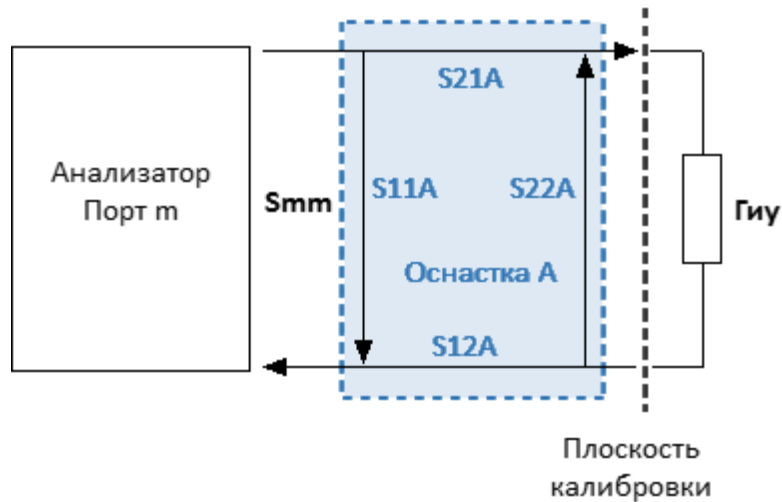 S21A
Анализатор
Порт m
Smm
S11A
S22A
Гиу
Оснастка А
S12A
Плоскость
калибровки